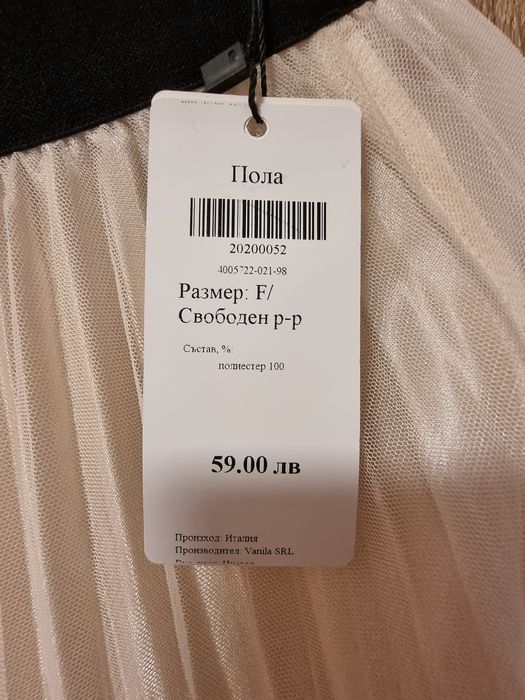 Пола
20200052
4005722-021-98
Размер: F/
Свободен р-р
Състав, %:
полиестер 100
59.00 лв
Произход: Италия
Производител: Vanila SRL